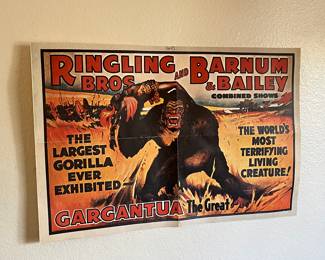 RINGLING BROS AND BARNUM & BAILEY
COMBINED SHOWS
THE
LARGEST
GORILLA
EVER
EXHIBITED
THE WORLD'S
MOST
TERRIFYING
LIVING
CREATURE!
GARGANTUA The Great